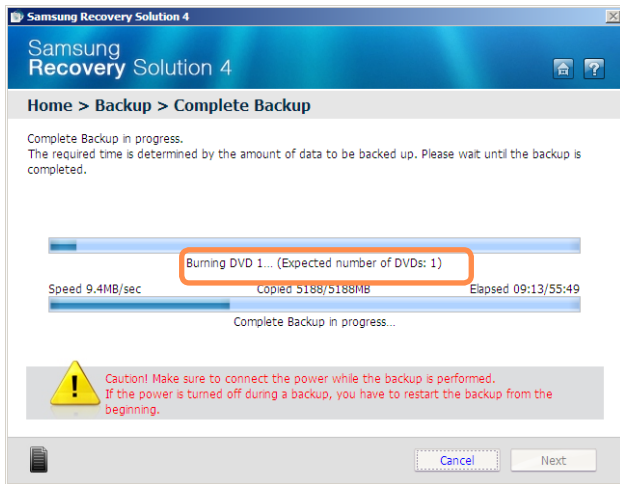 Samsung Recovery Solution 4
Samsung
Recovery Solution 4
?
Home > Backup > Complete Backup
Complete Backup in progress.
The required time is determined by the amount of data to be backed up. Please wait until the backup is
completed.
Burning DVD 1... (Expected number of DVDs: 1)
Speed 9.4MB/sec Copied 5188/5188MB Elapsed 09:13/55:49
Complete Backup in progress...
Caution! Make sure to connect the power while the backup is performed.
If the power is turned off during a backup, you have to restart the backup from the
beginning.
Cancel Next